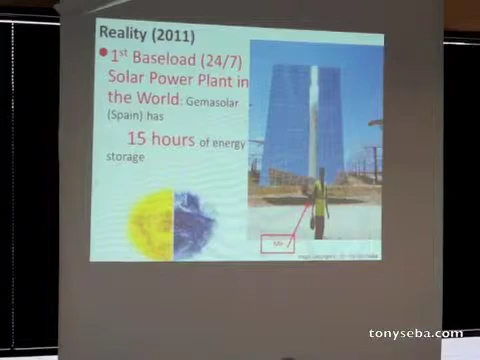 Reality (2011)
1st Baseload (24/7)
Solar Power Plant in
the World: Gemasolar
(Spain) has
15 hours of energy
storage
Me
tonyseba.com